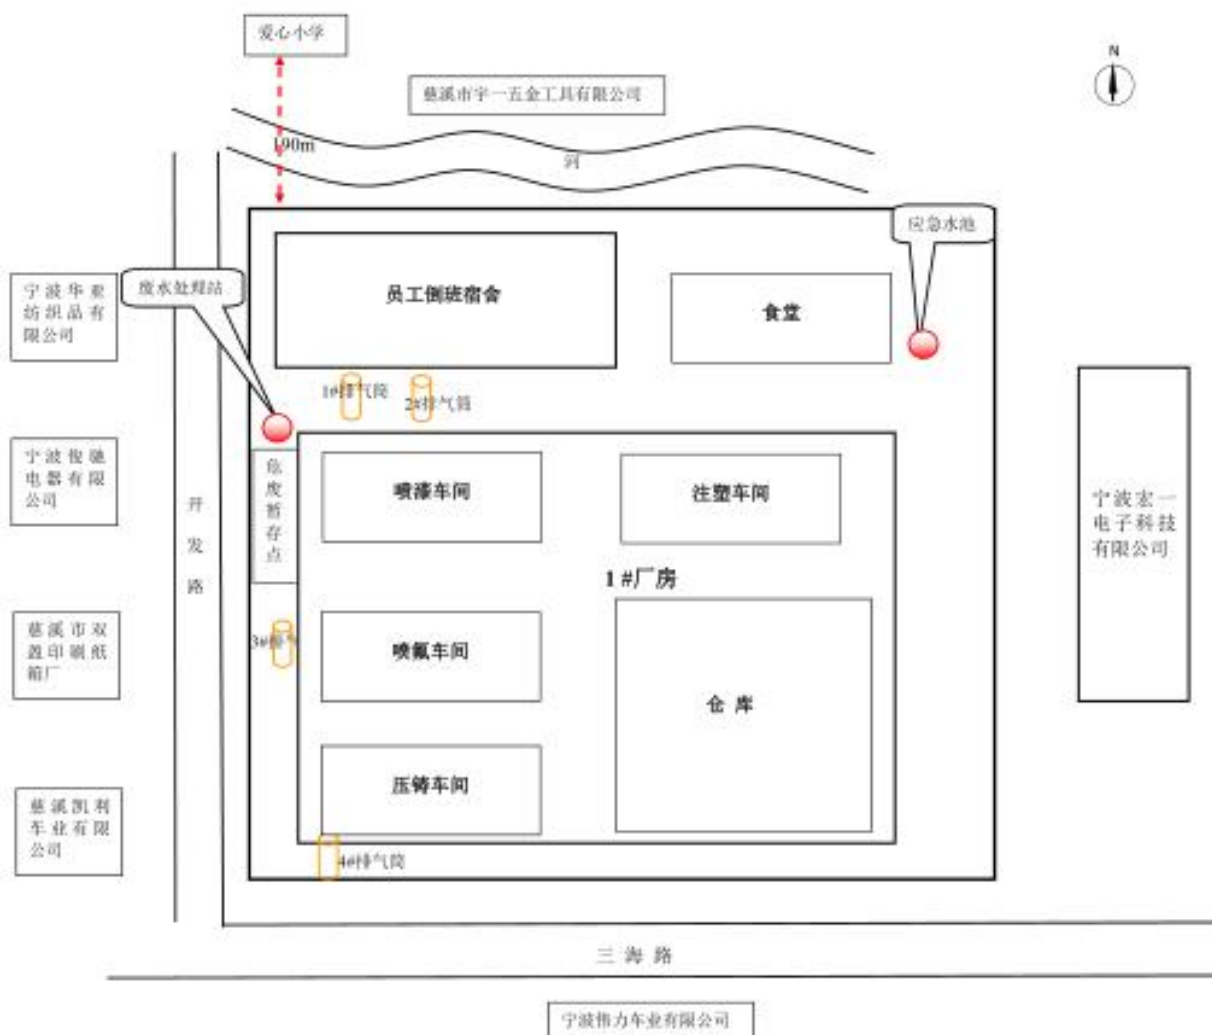 爱心小学
N
慈溪市宇一五金工具有限公司
190m
河
应急水池
员工倒班宿舍
食堂
废水处理站
宁波华亚
纺织品有
限公司
1#排气筒
2#排气筒
宁波俊驰
电器有限
公司
开
发
路
危
废
暂
存
点
喷漆车间
注塑车间
宁波宏一
电子科技
有限公司
1 #厂房
慈溪市双
盈印刷纸
箱厂
3#排气
喷氟车间
仓 库
压铸车间
慈溪凯利
车业有限
公司
4#排气筒
三 海 路
宁波伟力车业有限公司